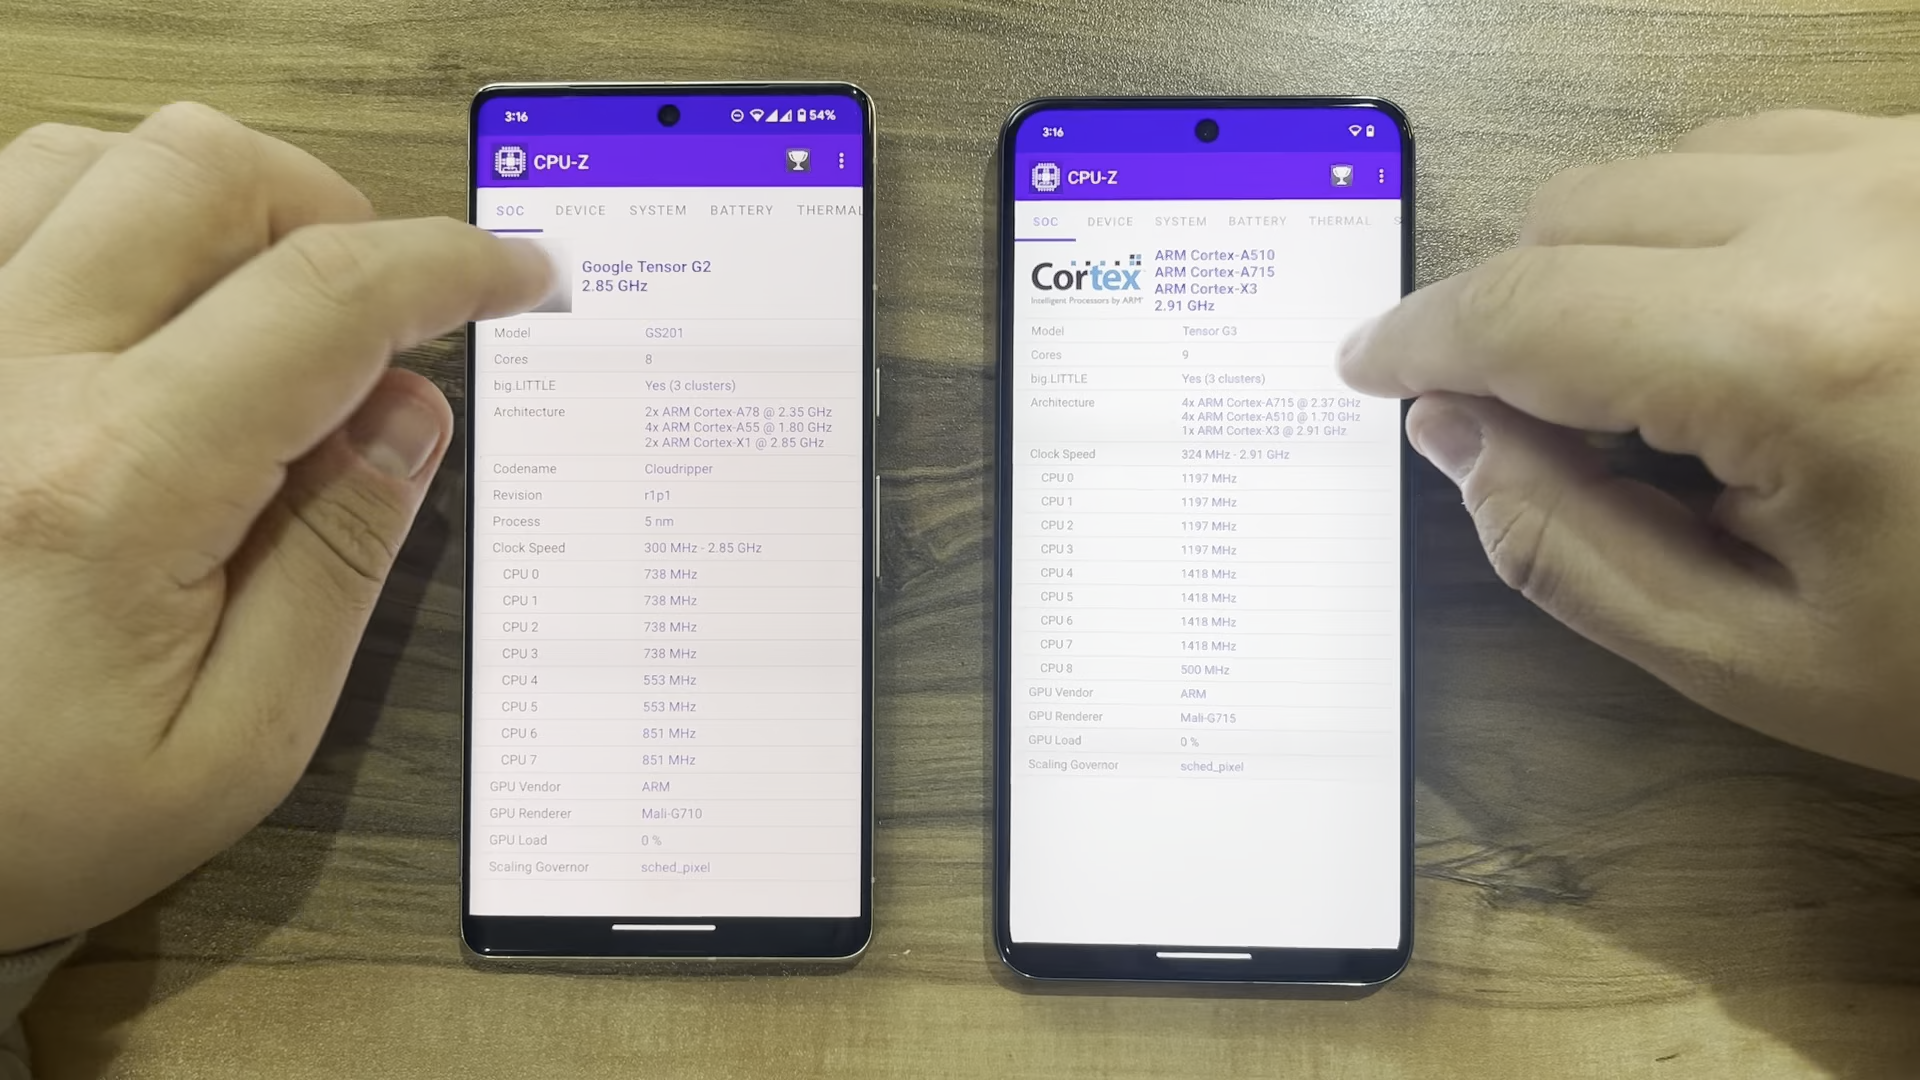 3:16
54%
CPU-Z
SOC DEVICE SYSTEM BATTERY THERMAL
Google Tensor G2
2.85 GHz
Model GS201
Cores 8
big.LITTLE Yes (3 clusters)
Architecture 2x ARM Cortex-A78 @ 2.35 GHz
4x ARM Cortex-A55 @ 1.80 GHz
2x ARM Cortex-X1 @ 2.85 GHz
Codename Cloudripper
Revision r1p1
Process 5 nm
Clock Speed 300 MHz - 2.85 GHz
CPU 0 738 MHz
CPU 1 738 MHz
CPU 2 738 MHz
CPU 3 738 MHz
CPU 4 553 MHz
CPU 5 553 MHz
CPU 6 851 MHz
CPU 7 851 MHz
GPU Vendor ARM
GPU Renderer Mali-G710
GPU Load 0 %
Scaling Governor sched_pixel
3:16
CPU-Z
SOC DEVICE SYSTEM BATTERY THERMAL S
Cortex
Intelligent Processors by ARM
ARM Cortex-A510
ARM Cortex-A715
ARM Cortex-X3
2.91 GHz
Model Tensor G3
Cores 9
big.LITTLE Yes (3 clusters)
Architecture 4x ARM Cortex-A715 @ 2.37 GHz
4x ARM Cortex-A510 @ 1.70 GHz
1x ARM Cortex-X3 @ 2.91 GHz
Clock Speed 324 MHz - 2.91 GHz
CPU 0 1197 MHz
CPU 1 1197 MHz
CPU 2 1197 MHz
CPU 3 1197 MHz
CPU 4 1418 MHz
CPU 5 1418 MHz
CPU 6 1418 MHz
CPU 7 1418 MHz
CPU 8 500 MHz
GPU Vendor ARM
GPU Renderer Mali-G715
GPU Load 0 %
Scaling Governor sched_pixel